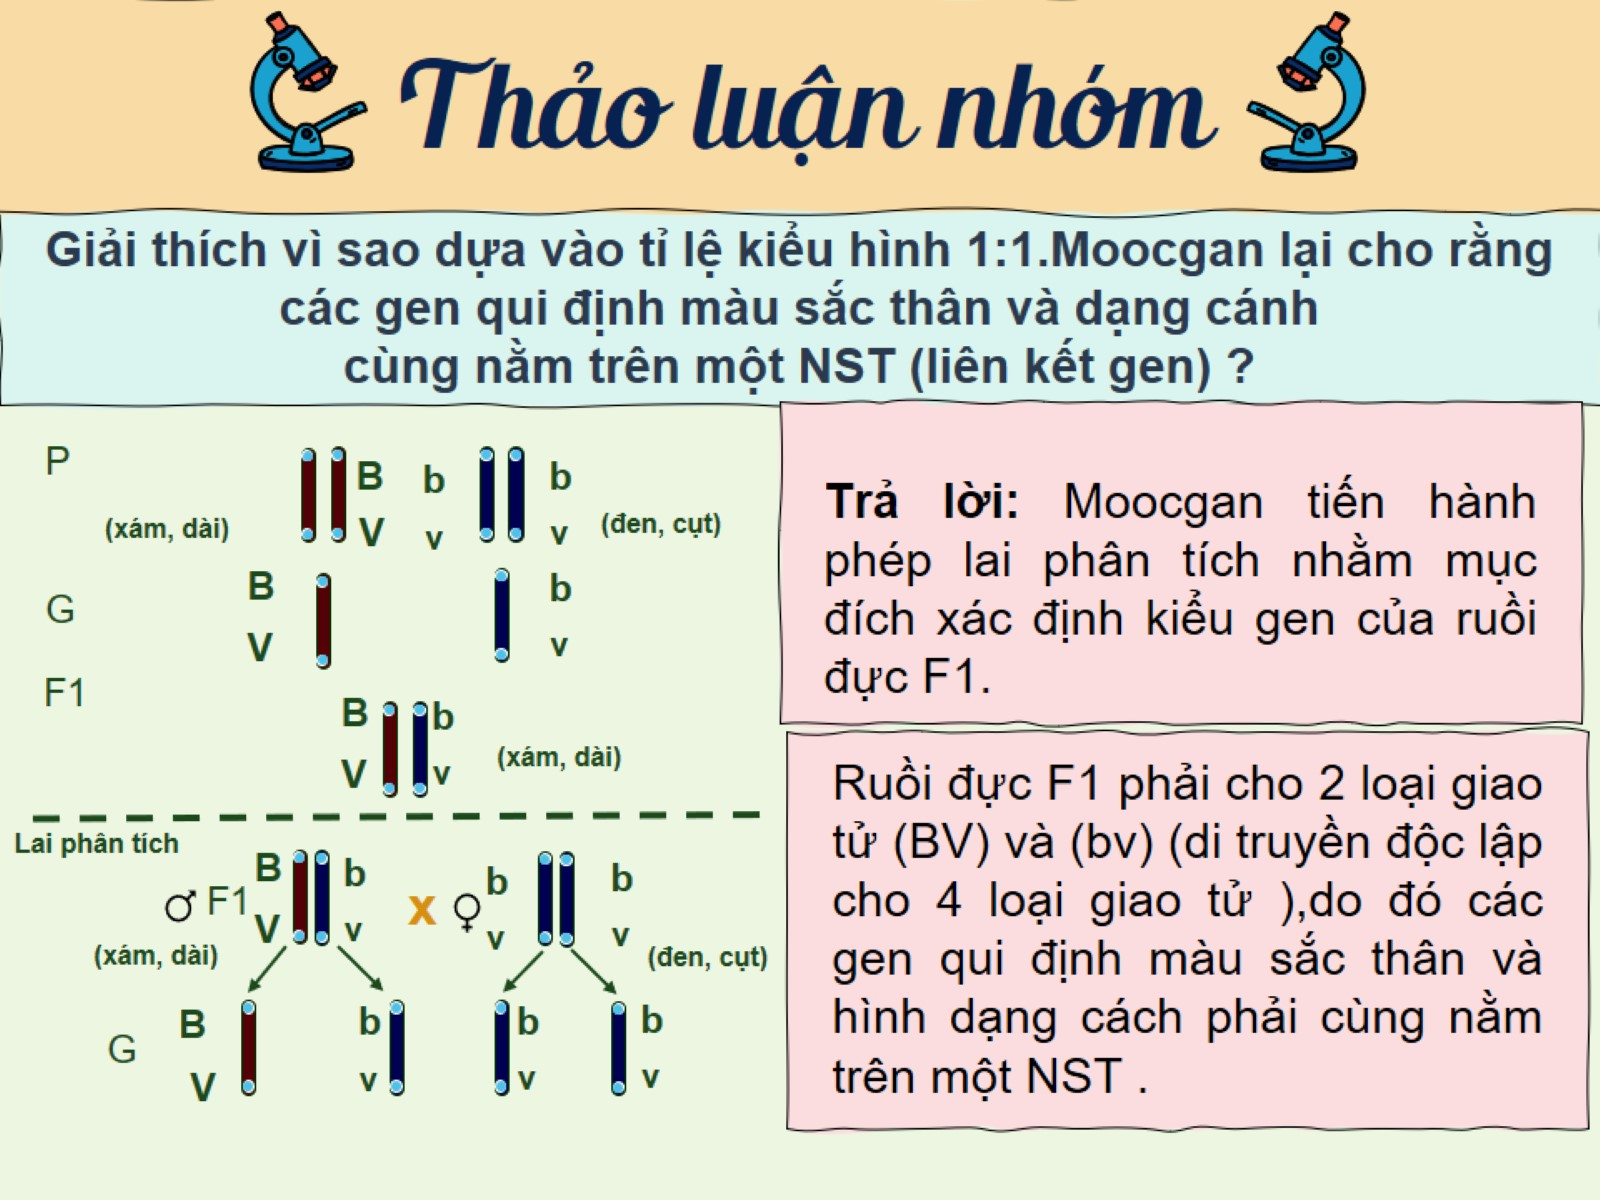 Thảo luận nhóm
Giải thích vì sao dựa vào tỉ lệ kiểu hình 1:1.Moocgan lại cho rằng
các gen qui định màu sắc thân và dạng cánh
cùng nằm trên một NST (liên kết gen) ?
P
B b b
(xám, dài) V v v (đen, cụt)
B b
G
V v
F1
B b
V v (xám, dài)
Lai phân tích
B b b b
♂ F1 x ♀
V v v v
(xám, dài) (đen, cụt)
B b b b
G
V v v v
Trả lời: Moocgan tiến hành
phép lai phân tích nhằm mục
đích xác định kiểu gen của ruồi
đực F1.
Ruồi đực F1 phải cho 2 loại giao
tử (BV) và (bv) (di truyền độc lập
cho 4 loại giao tử ),do đó các
gen qui định màu sắc thân và
hình dạng cách phải cùng nằm
trên một NST .